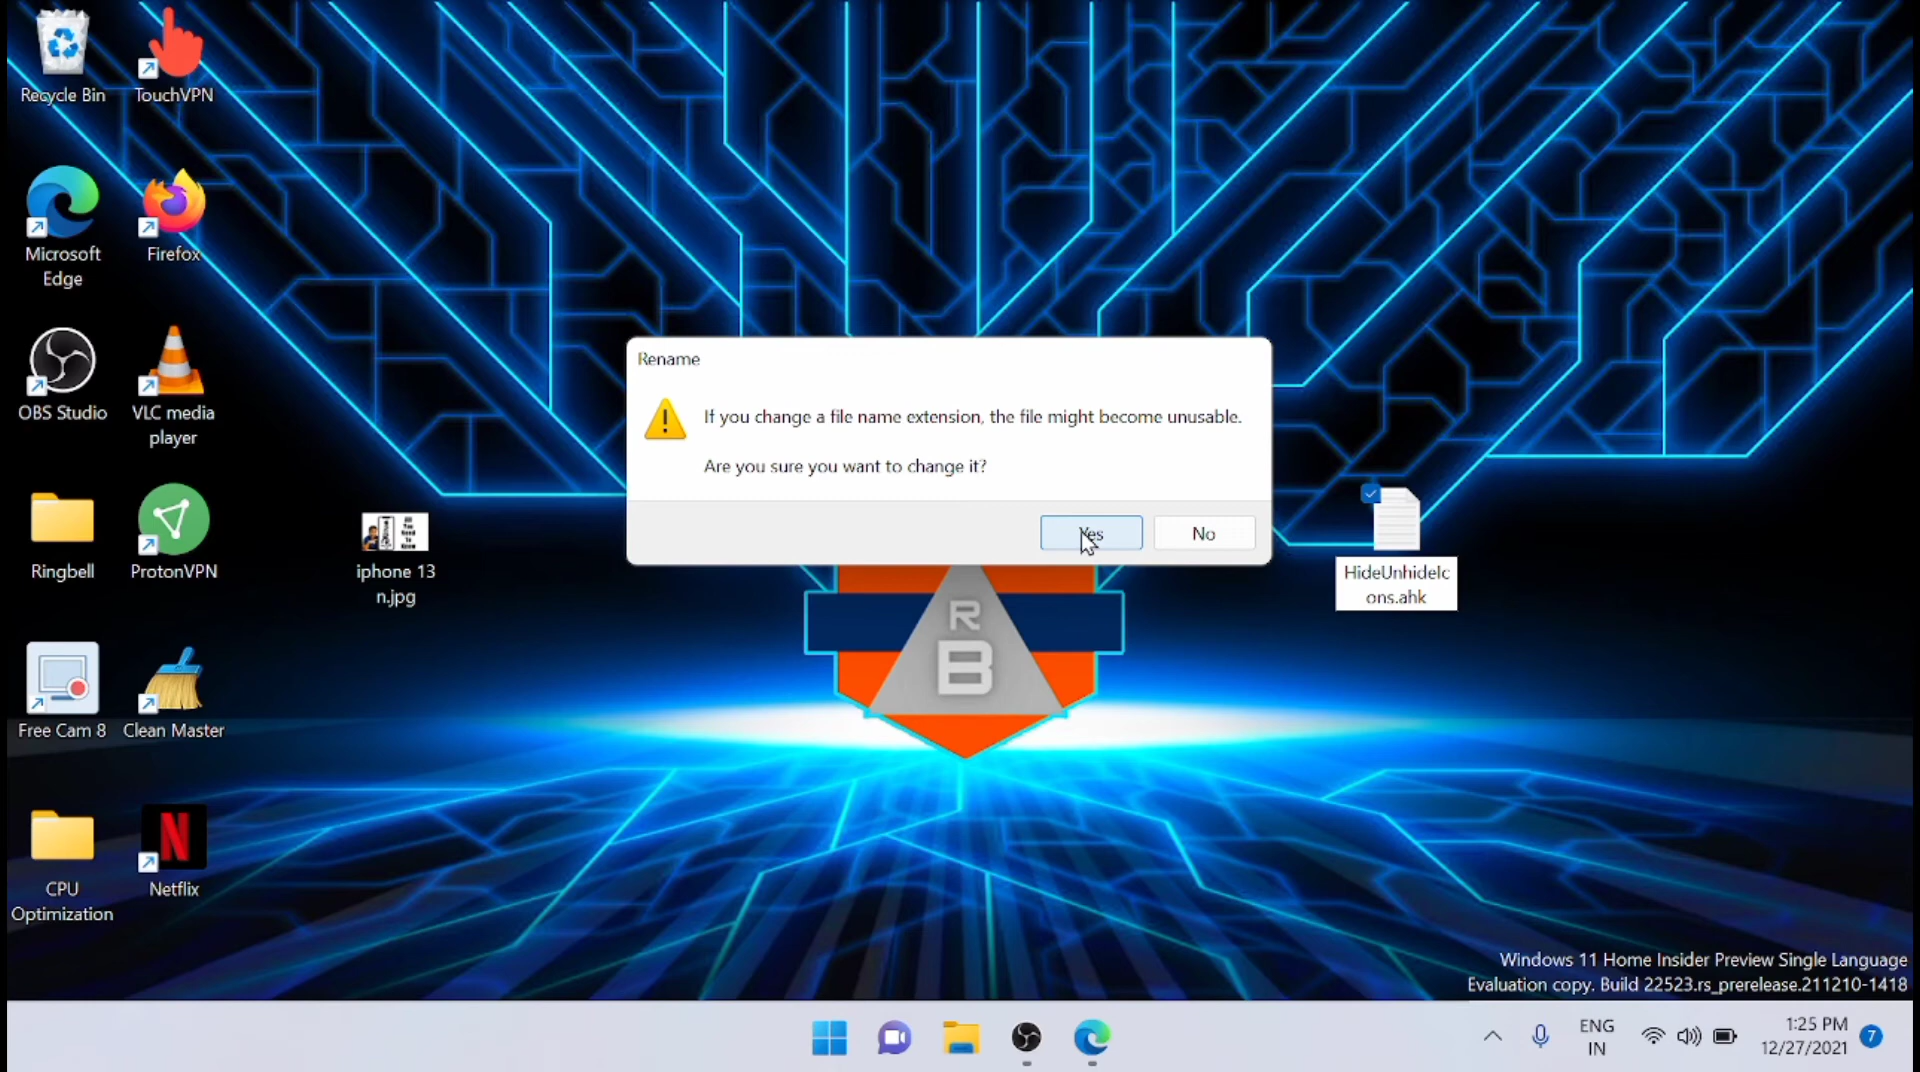 Recycle Bin
TouchVPN
Microsoft
Edge
Firefox
OBS Studio
VLC media
player
Ringbell
ProtonVPN
iphone 13
n.jpg
Free Cam 8
Clean Master
CPU
Optimization
Netflix
Rename
If you change a file name extension, the file might become unusable.
Are you sure you want to change it?
Yes
No
HideUnhideIc
ons.ahk
R
B
Windows 11 Home Insider Preview Single Language
Evaluation copy. Build 22523.rs_prerelease.211210-1418
ENG
IN
1:25 PM
12/27/2021
7